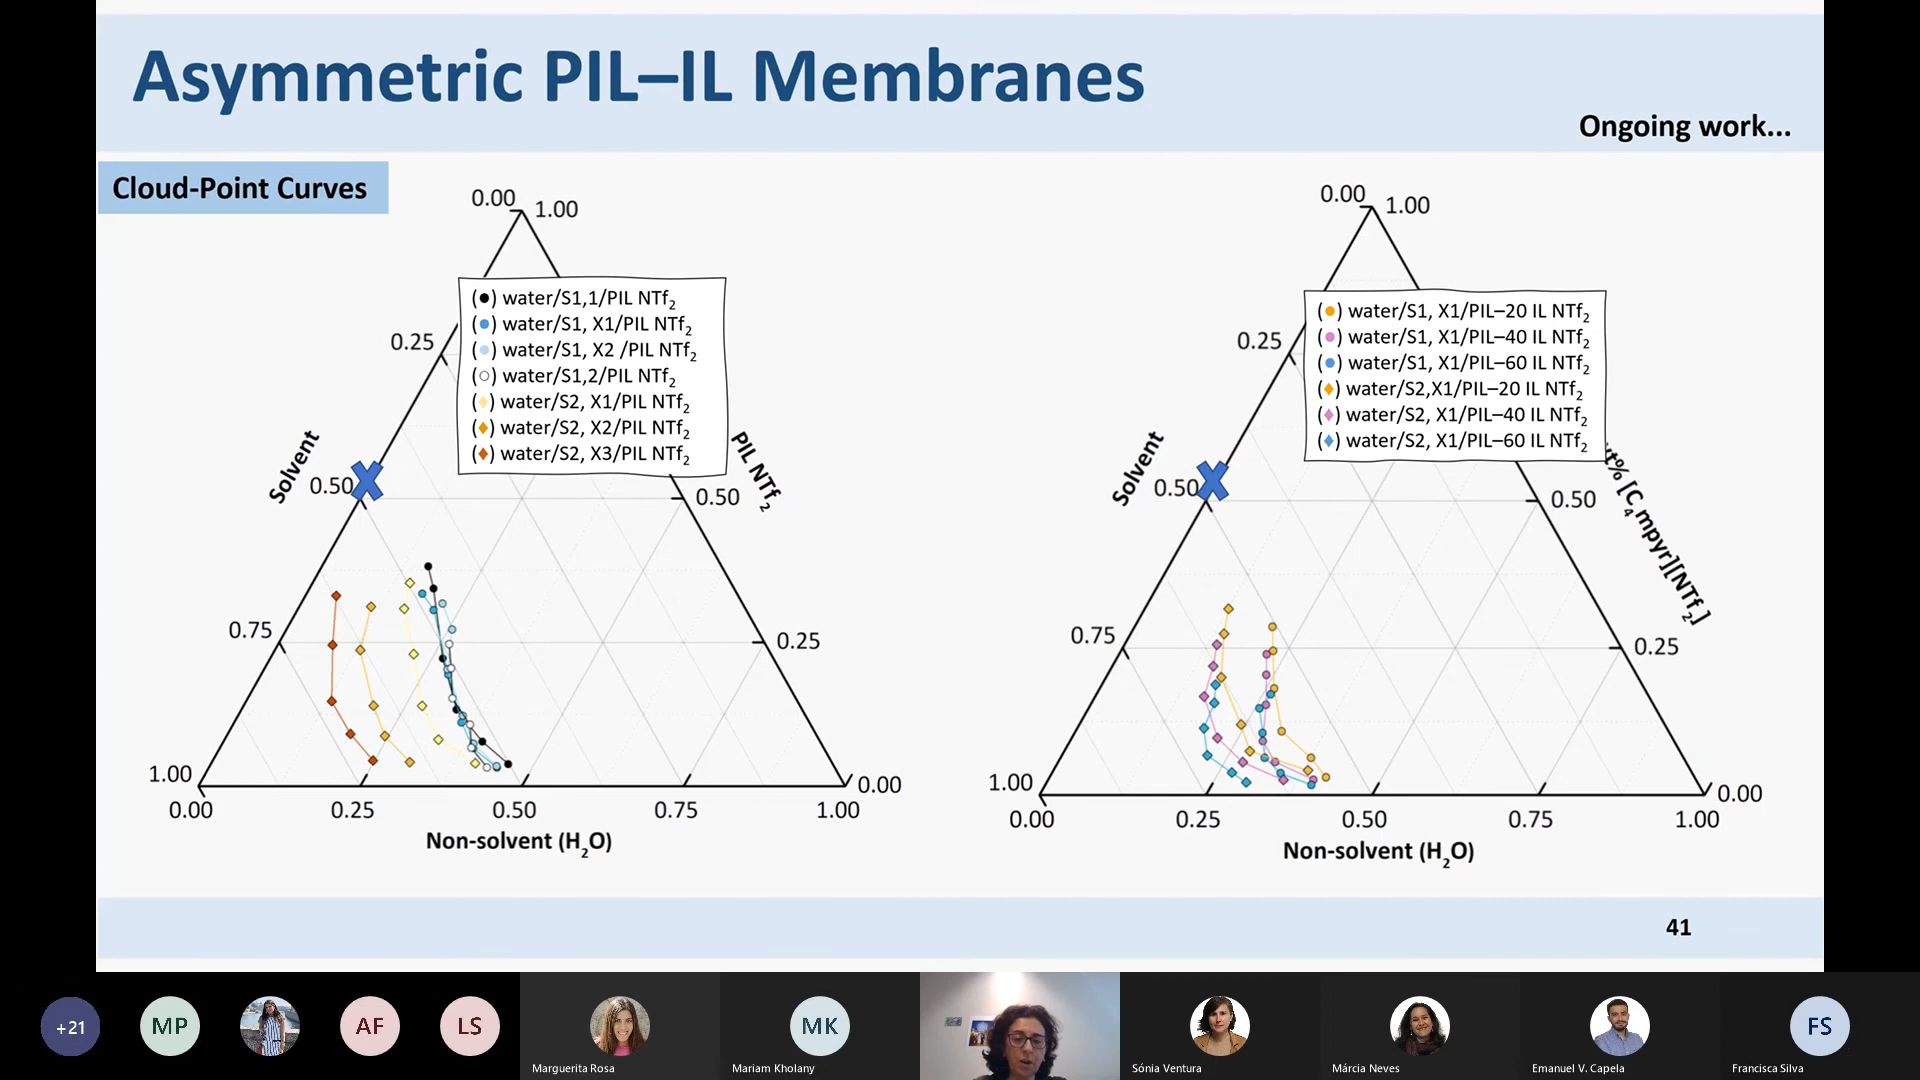 Asymmetric PIL–IL Membranes
Ongoing work...
Cloud-Point Curves
0.00
1.00
(●) water/S1,1/PIL NTf2
(●) water/S1, X1/PIL NTf2
(●) water/S1, X2 /PIL NTf2
(○) water/S1,2/PIL NTf2
(♦) water/S2, X1/PIL NTf2
(♦) water/S2, X2/PIL NTf2
(♦) water/S2, X3/PIL NTf2
0.25
Solvent
PIL NTf2
0.50
0.50
0.75
0.25
1.00
0.00
0.00
0.25
0.50
0.75
1.00
Non-solvent (H2O)
0.00
1.00
(●) water/S1, X1/PIL–20 IL NTf2
(●) water/S1, X1/PIL–40 IL NTf2
(●) water/S1, X1/PIL–60 IL NTf2
(♦) water/S2,X1/PIL–20 IL NTf2
(♦) water/S2, X1/PIL–40 IL NTf2
(♦) water/S2, X1/PIL–60 IL NTf2
0.25
Solvent
[C4mpyr][NTf2]
0.50
0.50
0.75
0.25
1.00
0.00
0.00
0.25
0.50
0.75
1.00
Non-solvent (H2O)
41
+21
MP
AF
LS
Marguerita Rosa
MK
Mariam Kholany
Sónia Ventura
Márcia Neves
Emanuel V. Capela
FS
Francisca Silva